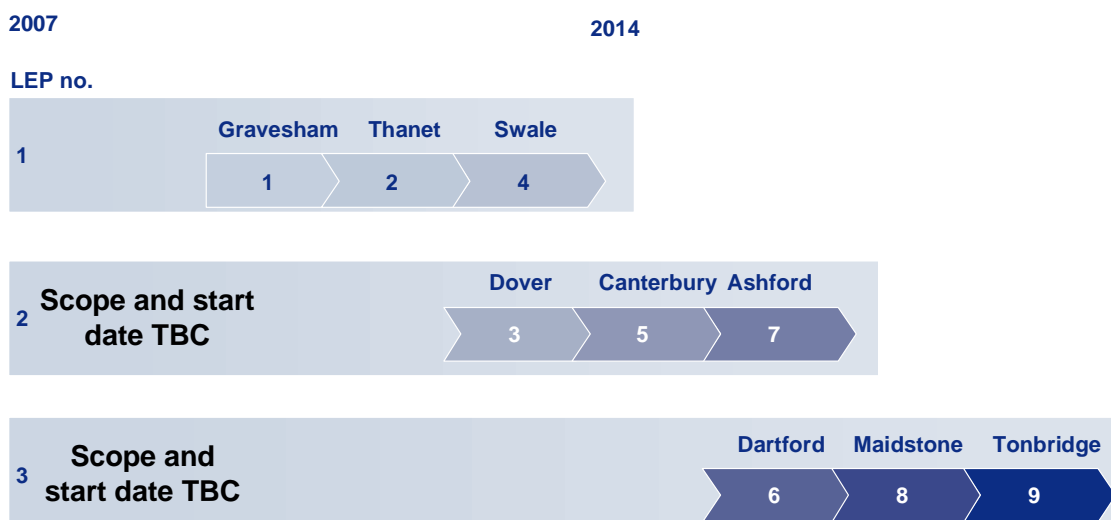 2007
2014
LEP no.
1
Gravesham Thanet Swale
1 2 4
2
Scope and start
date TBC
Dover Canterbury Ashford
3 5 7
3
Scope and
start date TBC
Dartford Maidstone Tonbridge
6 8 9